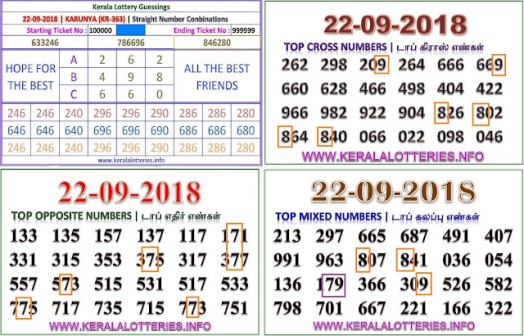 Kerala Lottery Guessings
22-09-2018 | KARUNYA (KR-363) | Straight Number Conbinations
Starting Ticket No : 100000 Ending Ticket No : 999999
633246 786696 846280
HOPE FOR THE BEST
A 2 6 2
B 4 9 8
C 6 6 0
ALL THE BEST FRIENDS
246 246 240 296 296 290 286 286 280
646 640 640 696 690 690 686 680 680
246 246 240 296 296 290 286 286 280
www.keralalotteries.info
22-09-2018
TOP CROSS NUMBERS | டாப் கிராஸ் எண்கள்
262 298 209 264 666 669
660 628 466 498 404 422
966 982 922 904 826 802
864 840 066 022 098 046
WWW.KERALALOTTERIES.INFO
22-09-2018
TOP OPPOSITE NUMBERS | டாப் எதிர் எண்கள்
133 135 157 137 117 171
331 315 353 375 317 377
557 573 515 531 517 533
775 717 735 713 773 751
WWW.KERALALOTTERIES.INFO
22-09-2018
TOP MIXED NUMBERS | டாப் கலப்பு எண்கள்
213 297 665 687 491 407
991 963 807 841 036 054
136 179 366 309 526 582
798 701 667 221 166 322
WWW.KERALALOTTERIES.INFO